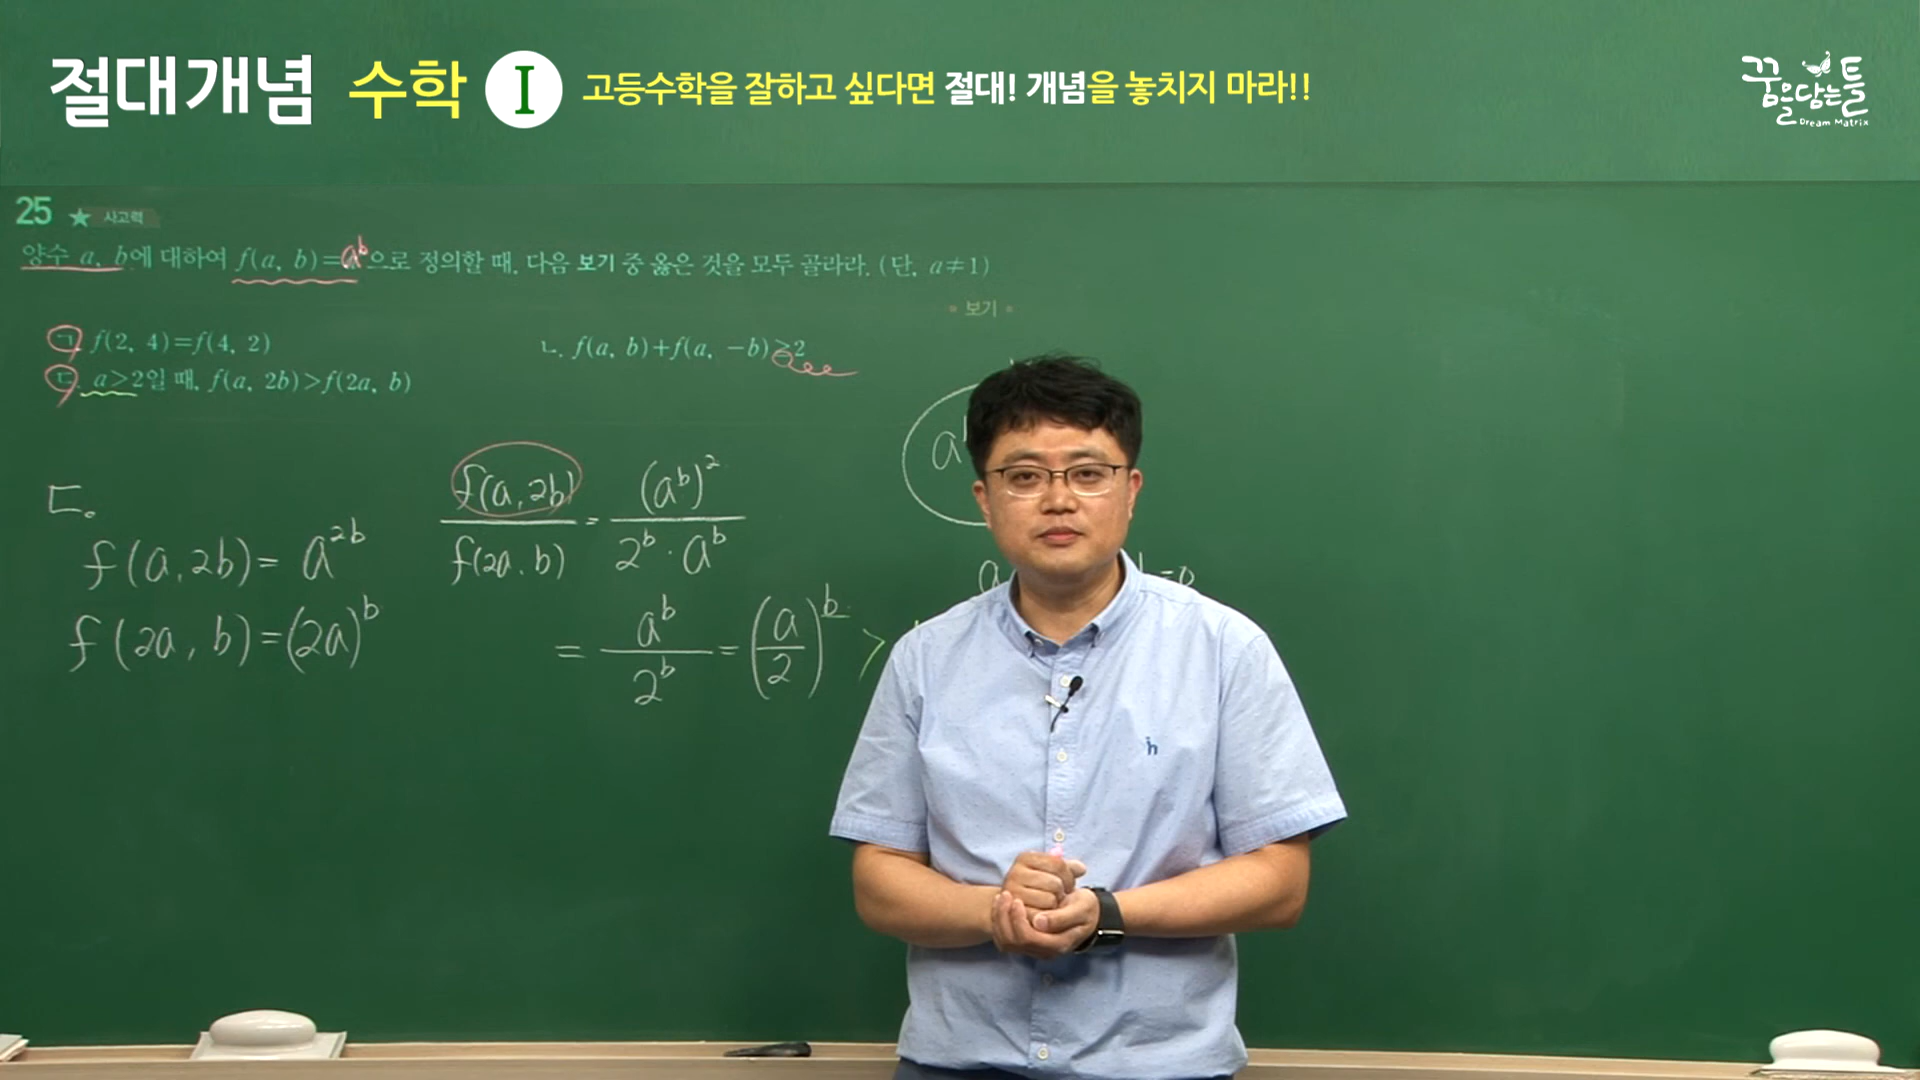 절대개념 수학 I 고등수학을 잘하고 싶다면 절대! 개념을 놓치지 마라!!
꿈을담는틀
Dream Matrix
25 ★ 사고력
양수 a, b에 대하여 f(a, b)=a^b으로 정의할 때, 다음 보기 중 옳은 것을 모두 골라라. (단, a≠1)
보기
ㄱ. f(2, 4)=f(4, 2)
ㄴ. f(a, b)+f(a, -b)≥2
ㄷ. a>2일 때, f(a, 2b)>f(2a, b)
ㄷ.
f(a,2b)= a^{2b}
f(2a, b)=(2a)^b
f(a,2b)/f(2a.b) = (a^b)^2/2^b·a^b
= a^b/2^b = (a/2)^b >
a
a
=0
h